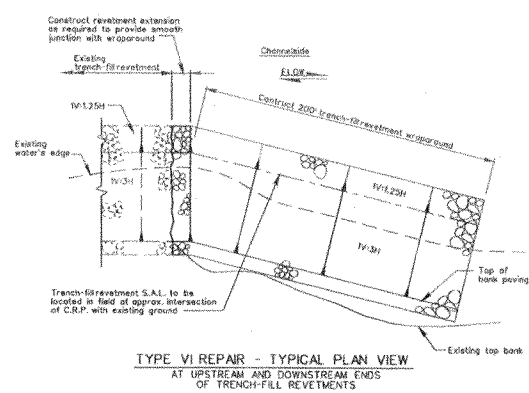 Construct revetment extension
as required to provide smooth
junction with wraparound
Channelside
FLOW
Existing
trench-fill revetment
Contruct 200' trench-fill revetment wraparound
1V:1.25H
Existing
water's edge
1V:3H
1V:1.25H
1V:3H
Top of
bank paving
Trench-fill revetment S.A.L. to be
located in field at approx. intersection
of C.R.P. with existing ground
Existing top bank
TYPE VI REPAIR - TYPICAL PLAN VIEW
AT UPSTREAM AND DOWNSTREAM ENDS
OF TRENCH-FILL REVETMENTS